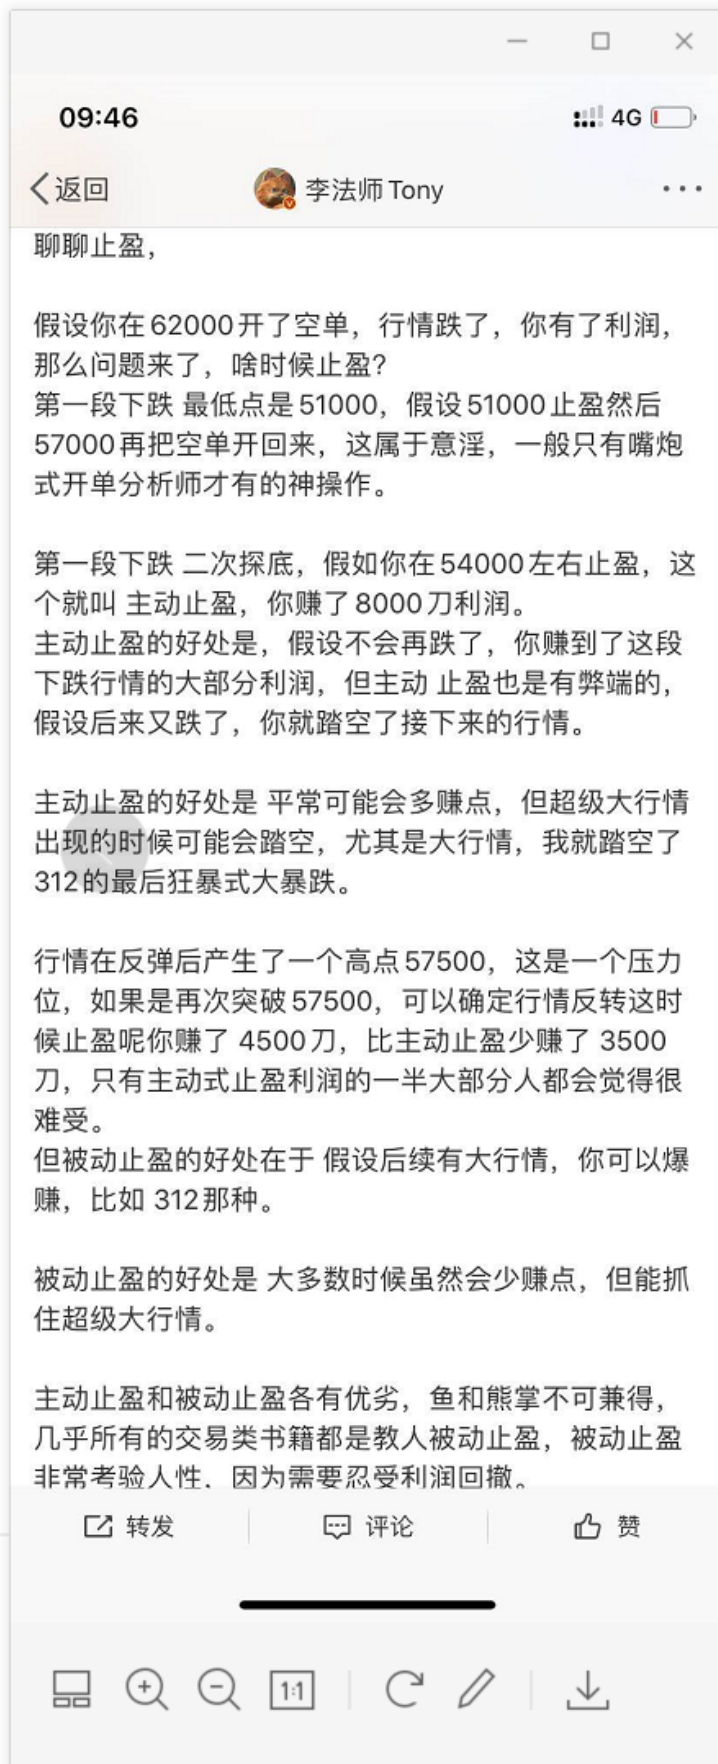 09:46
4G
返回
李法师Tony
聊聊止盈，
假设你在62000开了空单，行情跌了，你有了利润，
那么问题来了，啥时候止盈？
第一段下跌 最低点是51000，假设51000止盈然后
57000再把空单开回来，这属于意淫，一般只有嘴炮
式开单分析师才有的神操作。
第一段下跌 二次探底，假如你在54000左右止盈，这
个就叫 主动止盈，你赚了8000刀利润。
主动止盈的好处是，假设不会再跌了，你赚到了这段
下跌行情的大部分利润，但主动 止盈也是有弊端的，
假设后来又跌了，你就踏空了接下来的行情。
主动止盈的好处是 平常可能会多赚点，但超级大行情
出现的时候可能会踏空，尤其是大行情，我就踏空了
312的最后狂暴式大暴跌。
行情在反弹后产生了一个高点57500，这是一个压力
位，如果是再次突破57500，可以确定行情反转这时
候止盈呢你赚了 4500刀，比主动止盈少赚了 3500
刀，只有主动式止盈利润的一半大部分人都会觉得很
难受。
但被动止盈的好处在于 假设后续有大行情，你可以爆
赚，比如 312那种。
被动止盈的好处是 大多数时候虽然会少赚点，但能抓
住超级大行情。
主动止盈和被动止盈各有优劣，鱼和熊掌不可兼得，
几乎所有的交易类书籍都是教人被动止盈，被动止盈
非常考验人性，因为需要忍受利润回撤。
转发
评论
赞
1:1